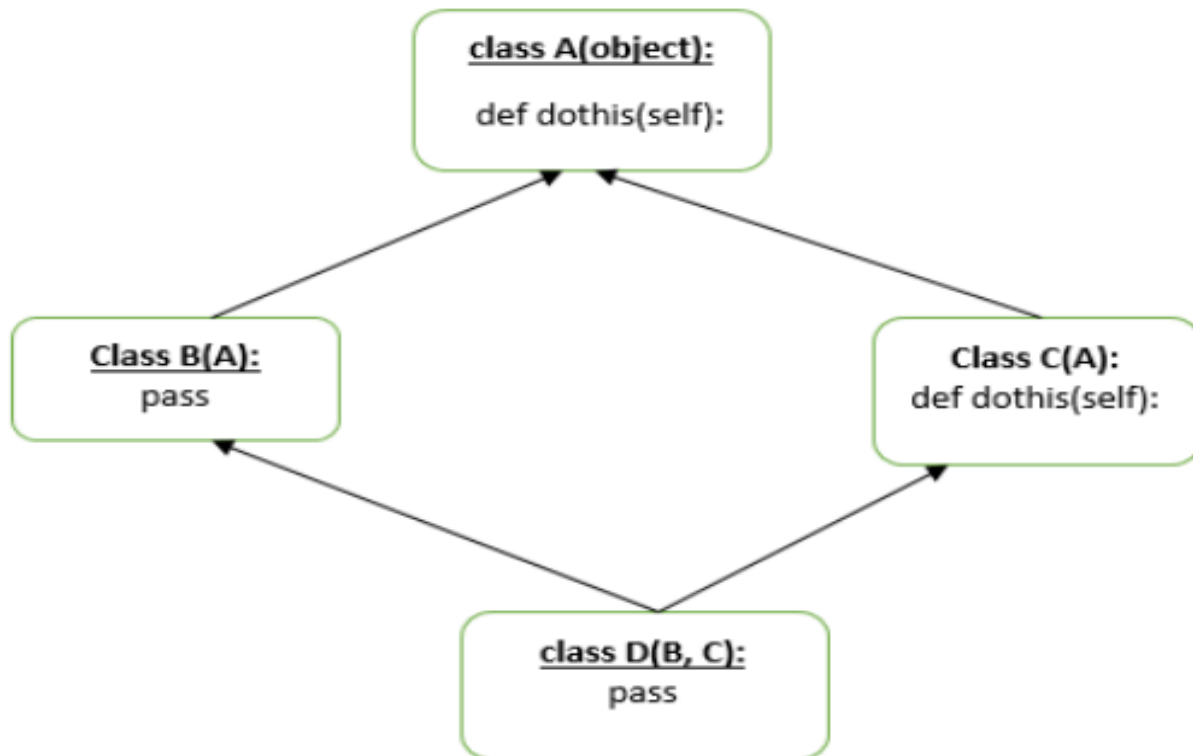 class A(object):
def dothis(self):
Class B(A):
pass
Class C(A):
def dothis(self):
class D(B, C):
pass